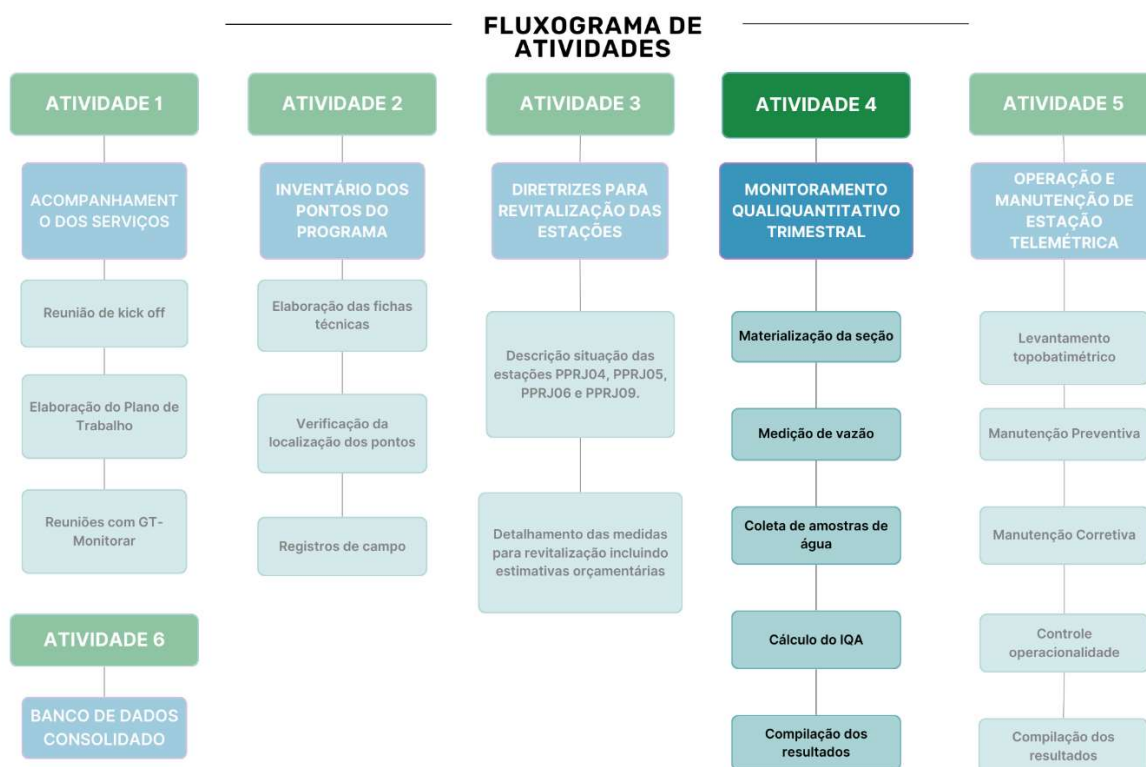 FLUXOGRAMA DE
ATIVIDADES
ATIVIDADE 1
ACOMPANHAMENT
O DOS SERVIÇOS
Reunião de kick off
Elaboração do Plano de
Trabalho
Reuniões com GT-
Monitorar
ATIVIDADE 6
BANCO DE DADOS
CONSOLIDADO
ATIVIDADE 2
INVENTÁRIO DOS
PONTOS DO
PROGRAMA
Elaboração das fichas
técnicas
Verificação da
localização dos pontos
Registros de campo
ATIVIDADE 3
DIRETRIZES PARA
REVITALIZAÇÃO DAS
ESTAÇÕES
Descrição situação das
estações PPRJ04, PPRJ05,
PPRJ06 e PPRJ09.
Detalhamento das medidas
para revitalização incluindo
estimativas orçamentárias
ATIVIDADE 4
MONITORAMENTO
QUALIQUANTITATIVO
TRIMESTRAL
Materialização da seção
Medição de vazão
Coleta de amostras de
água
Cálculo do IQA
Compilação dos
resultados
ATIVIDADE 5
OPERAÇÃO E
MANUTENÇÃO DE
ESTAÇÃO
TELEMÉTRICA
Levantamento
topobatimétrico
Manutenção Preventiva
Manutenção Corretiva
Controle
operacionalidade
Compilação dos
resultados